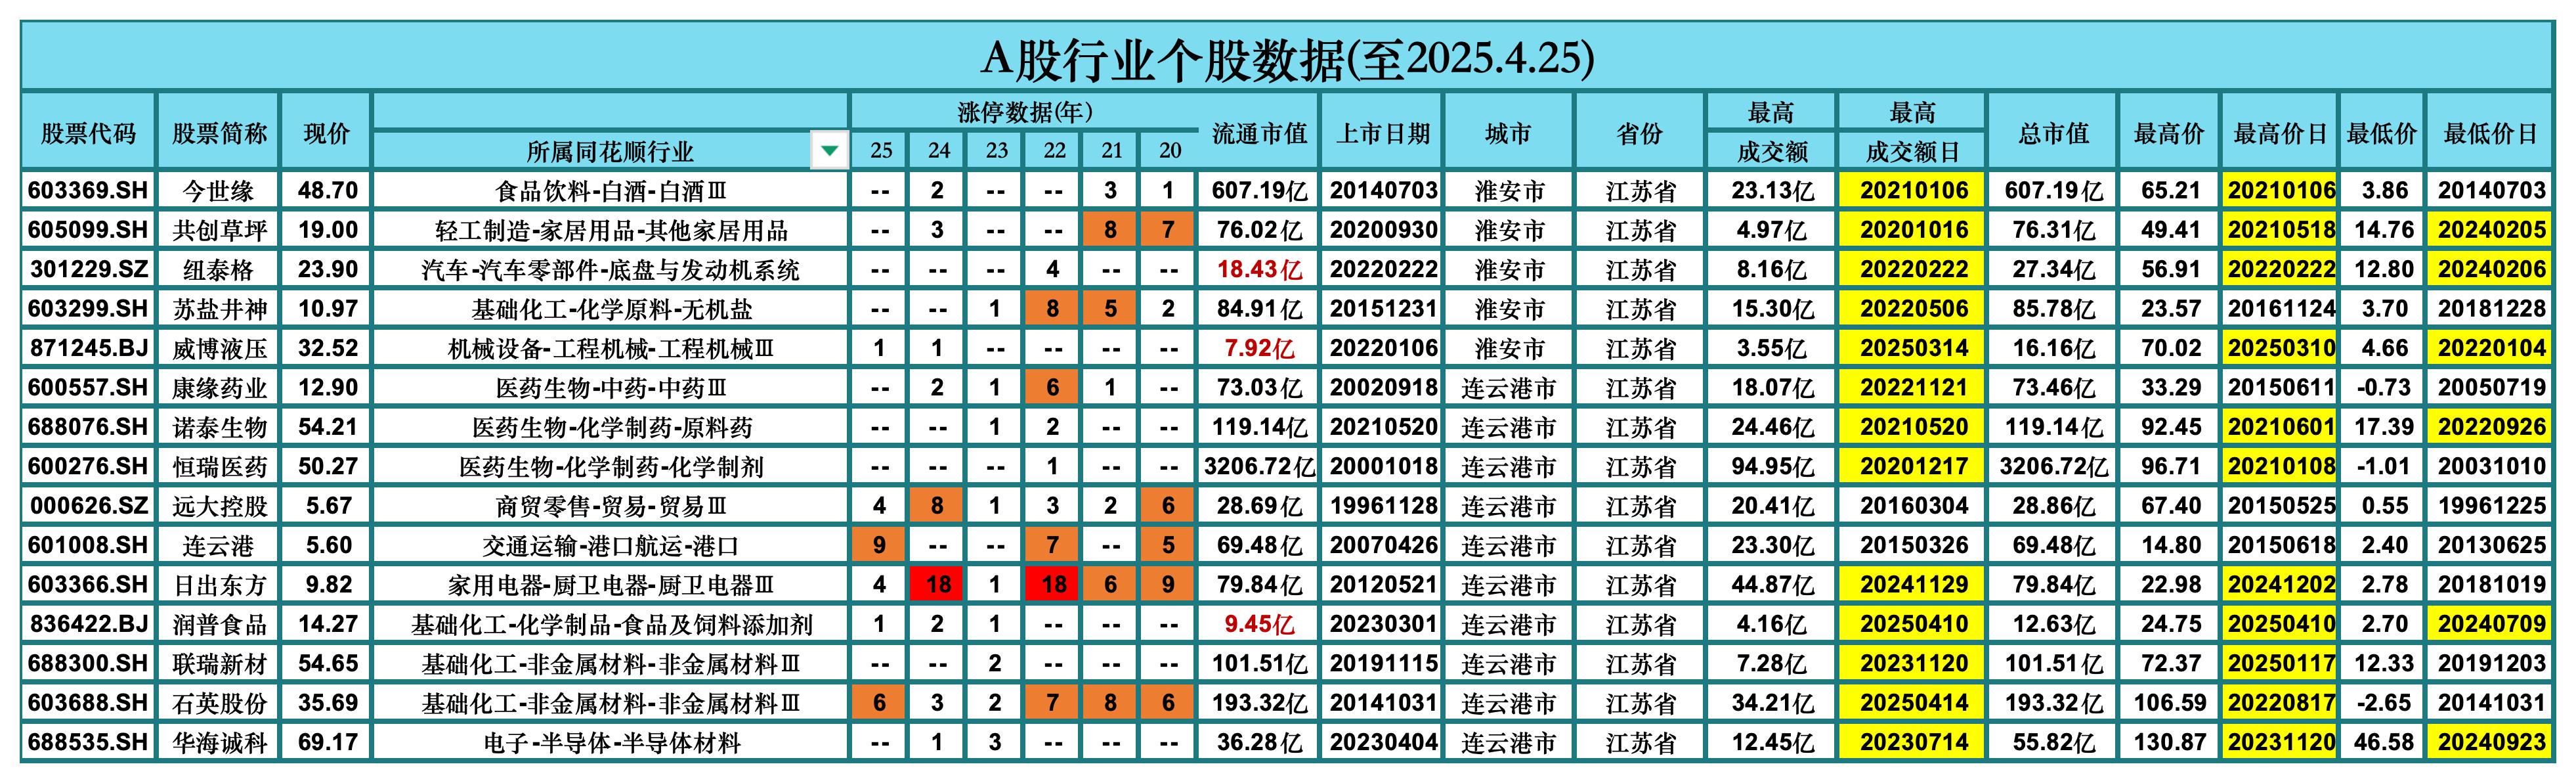 A股行业个股数据(至2025.4.25)
股票代码 股票简称 现价 所属同花顺行业 涨停数据(年) 流通市值 上市日期 城市 省份 最高 最高 总市值 最高价 最高价日 最低价 最低价日
25 24 23 22 21 20 成交额 成交额日
603369.SH 今世缘 48.70 食品饮料-白酒-白酒Ⅲ -- 2 -- -- 3 1 607.19亿 20140703 淮安市 江苏省 23.13亿 20210106 607.19亿 65.21 20210106 3.86 20140703
605099.SH 共创草坪 19.00 轻工制造-家居用品-其他家居用品 -- 3 -- -- 8 7 76.02亿 20200930 淮安市 江苏省 4.97亿 20201016 76.31亿 49.41 20210518 14.76 20240205
301229.SZ 纽泰格 23.90 汽车-汽车零部件-底盘与发动机系统 -- -- -- 4 -- -- 18.43亿 20220222 淮安市 江苏省 8.16亿 20220222 27.34亿 56.91 20220222 12.80 20240206
603299.SH 苏盐井神 10.97 基础化工-化学原料-无机盐 -- -- 1 8 5 2 84.91亿 20151231 淮安市 江苏省 15.30亿 20220506 85.78亿 23.57 20161124 3.70 20181228
871245.BJ 威博液压 32.52 机械设备-工程机械-工程机械Ⅲ 1 1 -- -- -- -- 7.92亿 20220106 淮安市 江苏省 3.55亿 20250314 16.16亿 70.02 20250310 4.66 20220104
600557.SH 康缘药业 12.90 医药生物-中药-中药Ⅲ -- 2 1 6 1 -- 73.03亿 20020918 连云港市 江苏省 18.07亿 20221121 73.46亿 33.29 20150611 -0.73 20050719
688076.SH 诺泰生物 54.21 医药生物-化学制药-原料药 -- -- 1 2 -- -- 119.14亿 20210520 连云港市 江苏省 24.46亿 20210520 119.14亿 92.45 20210601 17.39 20220926
600276.SH 恒瑞医药 50.27 医药生物-化学制药-化学制剂 -- -- -- 1 -- -- 3206.72亿 20001018 连云港市 江苏省 94.95亿 20201217 3206.72亿 96.71 20210108 -1.01 20031010
000626.SZ 远大控股 5.67 商贸零售-贸易-贸易Ⅲ 4 8 1 3 2 6 28.69亿 19961128 连云港市 江苏省 20.41亿 20160304 28.86亿 67.40 20150525 0.55 19961225
601008.SH 连云港 5.60 交通运输-港口航运-港口 9 -- -- 7 -- 5 69.48亿 20070426 连云港市 江苏省 23.30亿 20150326 69.48亿 14.80 20150618 2.40 20130625
603366.SH 日出东方 9.82 家用电器-厨卫电器-厨卫电器Ⅲ 4 18 1 18 6 9 79.84亿 20120521 连云港市 江苏省 44.87亿 20241129 79.84亿 22.98 20241202 2.78 20181019
836422.BJ 润普食品 14.27 基础化工-化学制品-食品及饲料添加剂 1 2 1 -- -- -- 9.45亿 20230301 连云港市 江苏省 4.16亿 20250410 12.63亿 24.75 20250410 2.70 20240709
688300.SH 联瑞新材 54.65 基础化工-非金属材料-非金属材料Ⅲ -- -- 2 -- -- -- 101.51亿 20191115 连云港市 江苏省 7.28亿 20231120 101.51亿 72.37 20250117 12.33 20191203
603688.SH 石英股份 35.69 基础化工-非金属材料-非金属材料Ⅲ 6 3 2 7 8 6 193.32亿 20141031 连云港市 江苏省 34.21亿 20250414 193.32亿 106.59 20220817 -2.65 20141031
688535.SH 华海诚科 69.17 电子-半导体-半导体材料 -- 1 3 -- -- -- 36.28亿 20230404 连云港市 江苏省 12.45亿 20230714 55.82亿 130.87 20231120 46.58 20240923